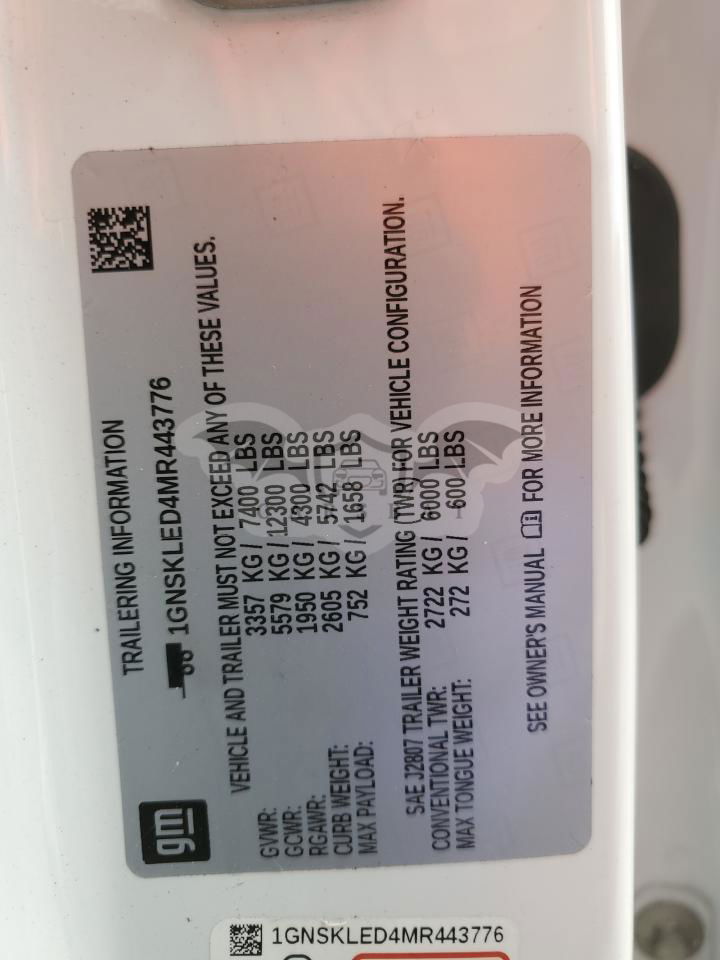 TRAILERING INFORMATION
1GNSKLED4MR443776
VEHICLE AND TRAILER MUST NOT EXCEED ANY OF THESE VALUES.
GVWR: 3357 KG / 7400 LBS
GCWR: 5579 KG / 12300 LBS
RGAWR: 1950 KG / 4300 LBS
CURB WEIGHT: 2605 KG / 5742 LBS
MAX PAYLOAD: 752 KG / 1658 LBS
SAE J2807 TRAILER WEIGHT RATING (TWR) FOR VEHICLE CONFIGURATION.
CONVENTIONAL TWR: 2722 KG / 6000 LBS
MAX TONGUE WEIGHT: 272 KG / 600 LBS
SEE OWNER'S MANUAL FOR MORE INFORMATION
gm
1GNSKLED4MR443776